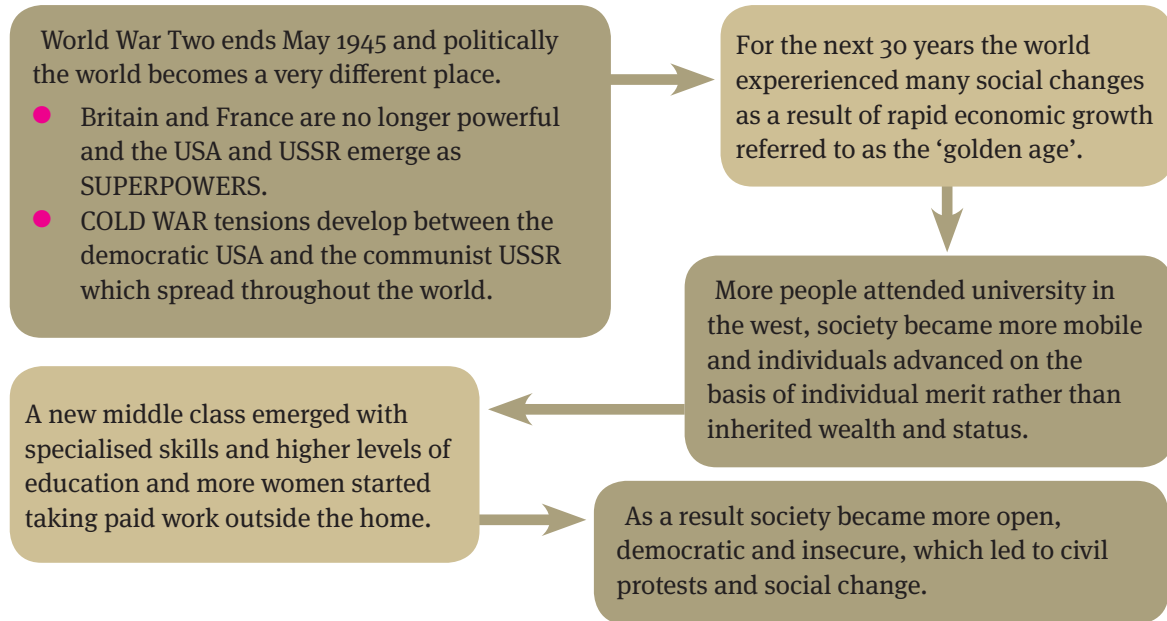 World War Two ends May 1945 and politically
the world becomes a very different place.
● Britain and France are no longer powerful
and the USA and USSR emerge as
SUPERPOWERS.
● COLD WAR tensions develop between the
democratic USA and the communist USSR
which spread throughout the world.
For the next 30 years the world
expererienced many social changes
as a result of rapid economic growth
referred to as the ‘golden age’.
More people attended university in
the west, society became more mobile
and individuals advanced on the
basis of individual merit rather than
inherited wealth and status.
A new middle class emerged with
specialised skills and higher levels of
education and more women started
taking paid work outside the home.
As a result society became more open,
democratic and insecure, which led to civil
protests and social change.